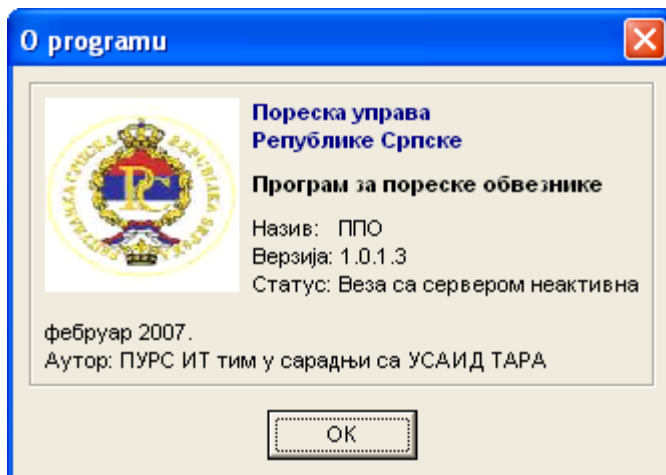 O programu
Пореска управа
Републике Српске
Програм за пореске обвезнике
Назив: ППО
Верзија: 1.0.1.3
Статус: Веза са сервером неактивна
фебруар 2007.
Аутор: ПУРС ИТ тим у сарадњи са УСАИД ТАРА
OK